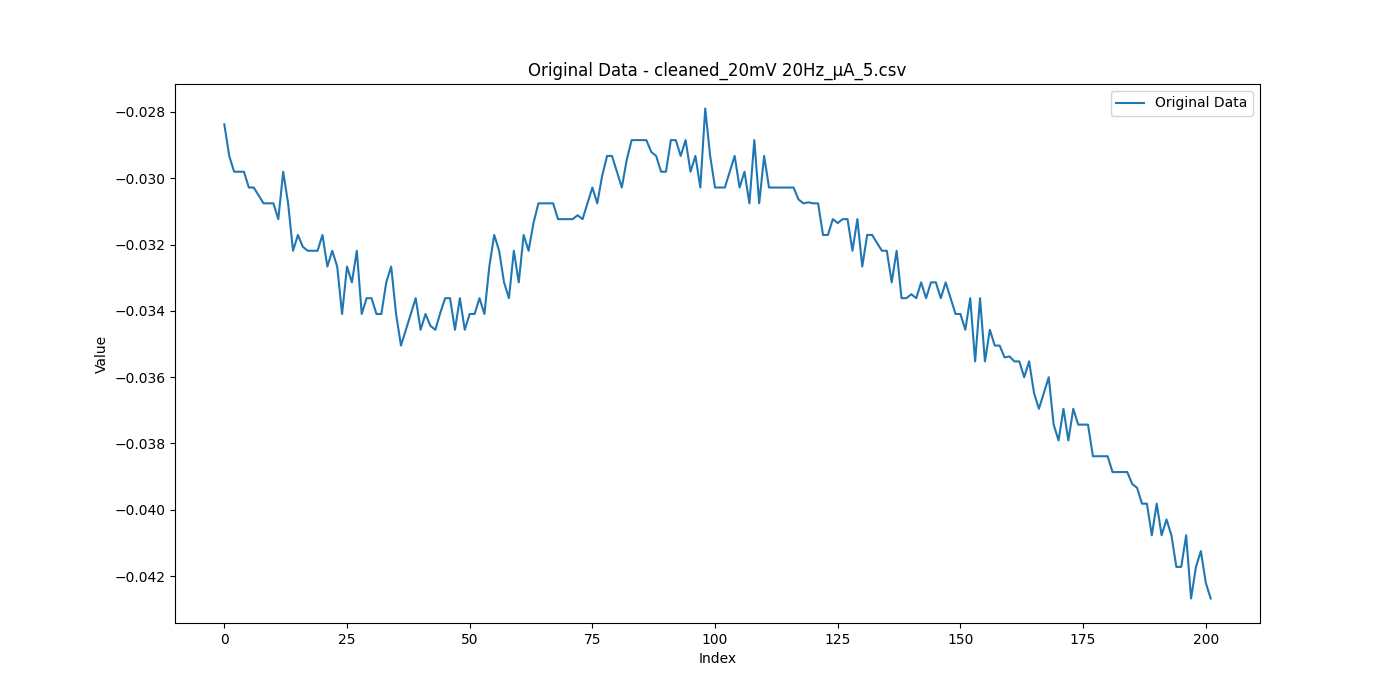 Original Data - cleaned_20mV 20Hz_μA_5.csv
Original Data
Value
−0.028
−0.030
−0.032
−0.034
−0.036
−0.038
−0.040
−0.042
0 25 50 75 100 125 150 175 200
Index